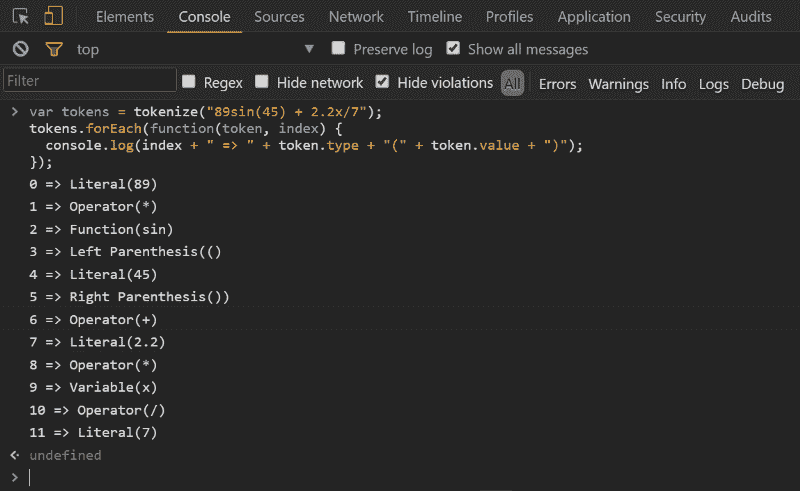 Elements Console Sources Network Timeline Profiles Application Security Audits
top Preserve log Show all messages
Filter Regex Hide network Hide violations All Errors Warnings Info Logs Debug
> var tokens = tokenize("89sin(45) + 2.2x/7");
tokens.forEach(function(token, index) {
console.log(index + " => " + token.type + "(" + token.value + ")");
});
0 => Literal(89)
1 => Operator(*)
2 => Function(sin)
3 => Left Parenthesis(()
4 => Literal(45)
5 => Right Parenthesis())
6 => Operator(+)
7 => Literal(2.2)
8 => Operator(*)
9 => Variable(x)
10 => Operator(/)
11 => Literal(7)
undefined
>